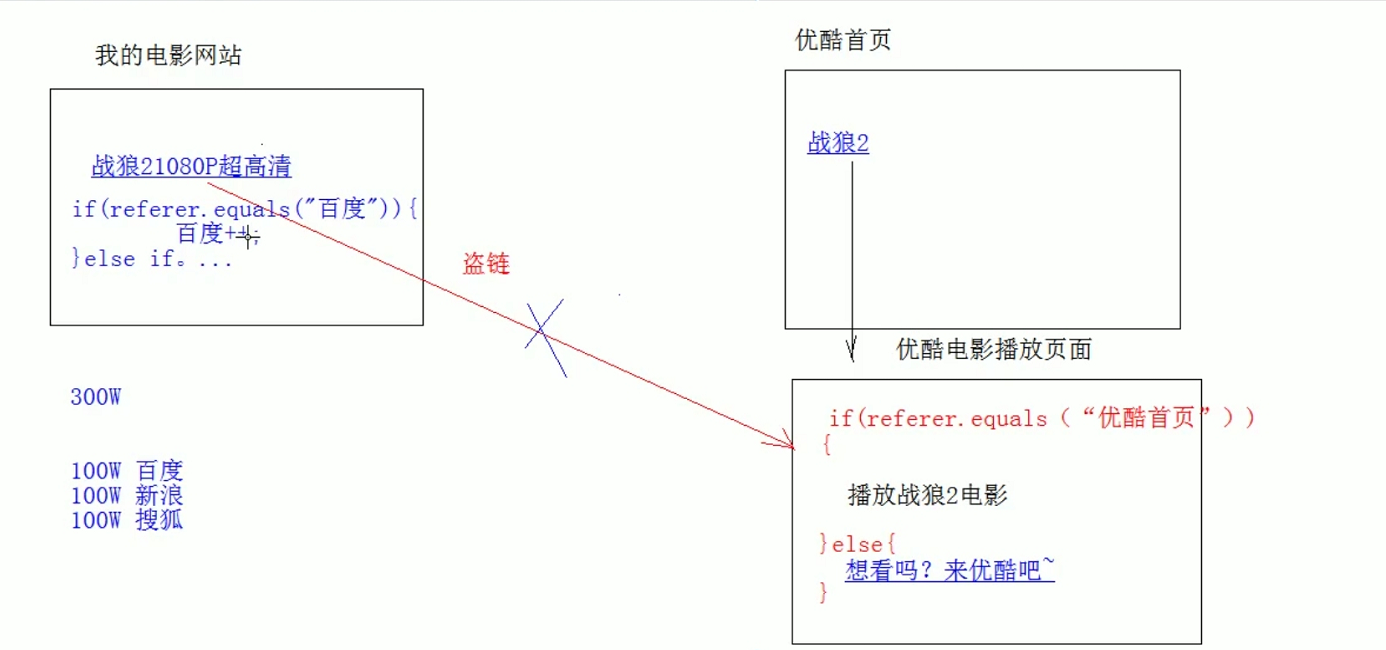 我的电影网站
战狼21080P超高清
if(referer.equals("百度")){
百度++;
}else if。...
盗链
300W
100W 百度
100W 新浪
100W 搜狐
优酷首页
战狼2
优酷电影播放页面
if(referer.equals（“优酷首页”））
{
播放战狼2电影
}else{
想看吗？来优酷吧~
}